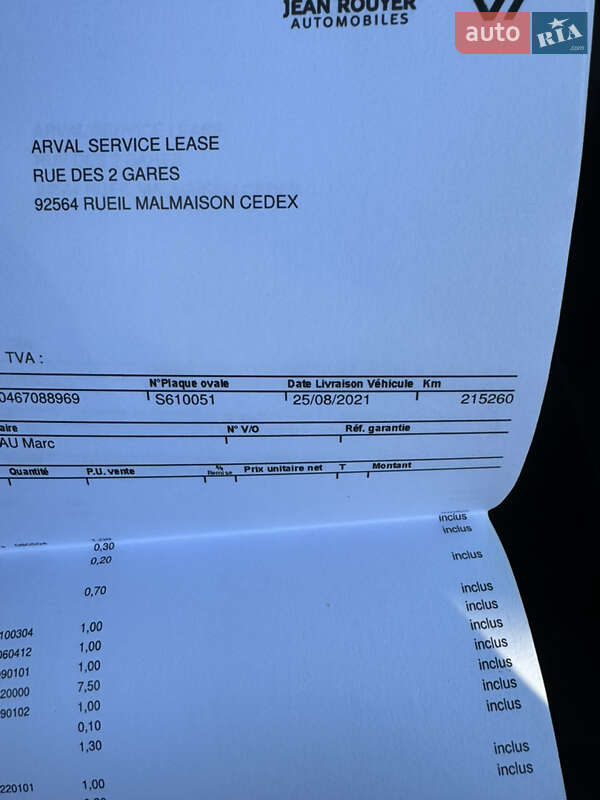 JEAN ROUYER
AUTOMOBILES
auto RIA
.com
ARVAL SERVICE LEASE
RUE DES 2 GARES
92564 RUEIL MALMAISON CEDEX
TVA :
N°Plaque ovale Date Livraison Véhicule Km
0467088969 S610051 25/08/2021 215260
aire N° V/O Réf. garantie
AU Marc
Quantité P.U. vente % Remise Prix unitaire net T Montant
inclus
0,30 inclus
0,20 inclus
0,70 inclus
inclus
100304 1,00 inclus
060412 1,00 inclus
090101 1,00 inclus
20000 7,50 inclus
90102 1,00 inclus
0,10
1,30 inclus
inclus
220101 1,00